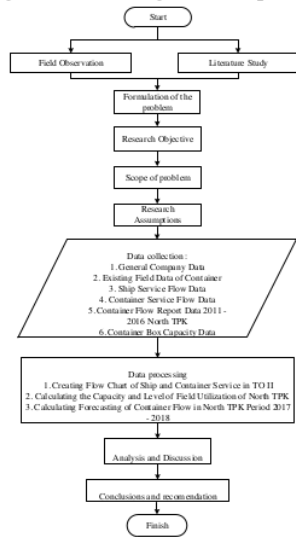 Start
Field Observation
Literature Study
Formulation of the
problem
Research Objective
Scope of problem
Research
Assumptions
Data collection :
1. General Company Data
2. Existing Field Data of Container
3. Ship Service Flow Data
4. Container Service Flow Data
5. Container Flow Report Data 2011 -
2016 North TPK
6. Container Box Capacity Data
Data processing
1. Creating Flow Chart of Ship and Container Service in TO II
2. Calculating the Capacity and Level of Field Utilization of North TPK
3. Calculating Forecasting of Container Flow in North TPK Period 2017
- 2018
Analysis and Discussion
Conclusions and recomendation
Finish